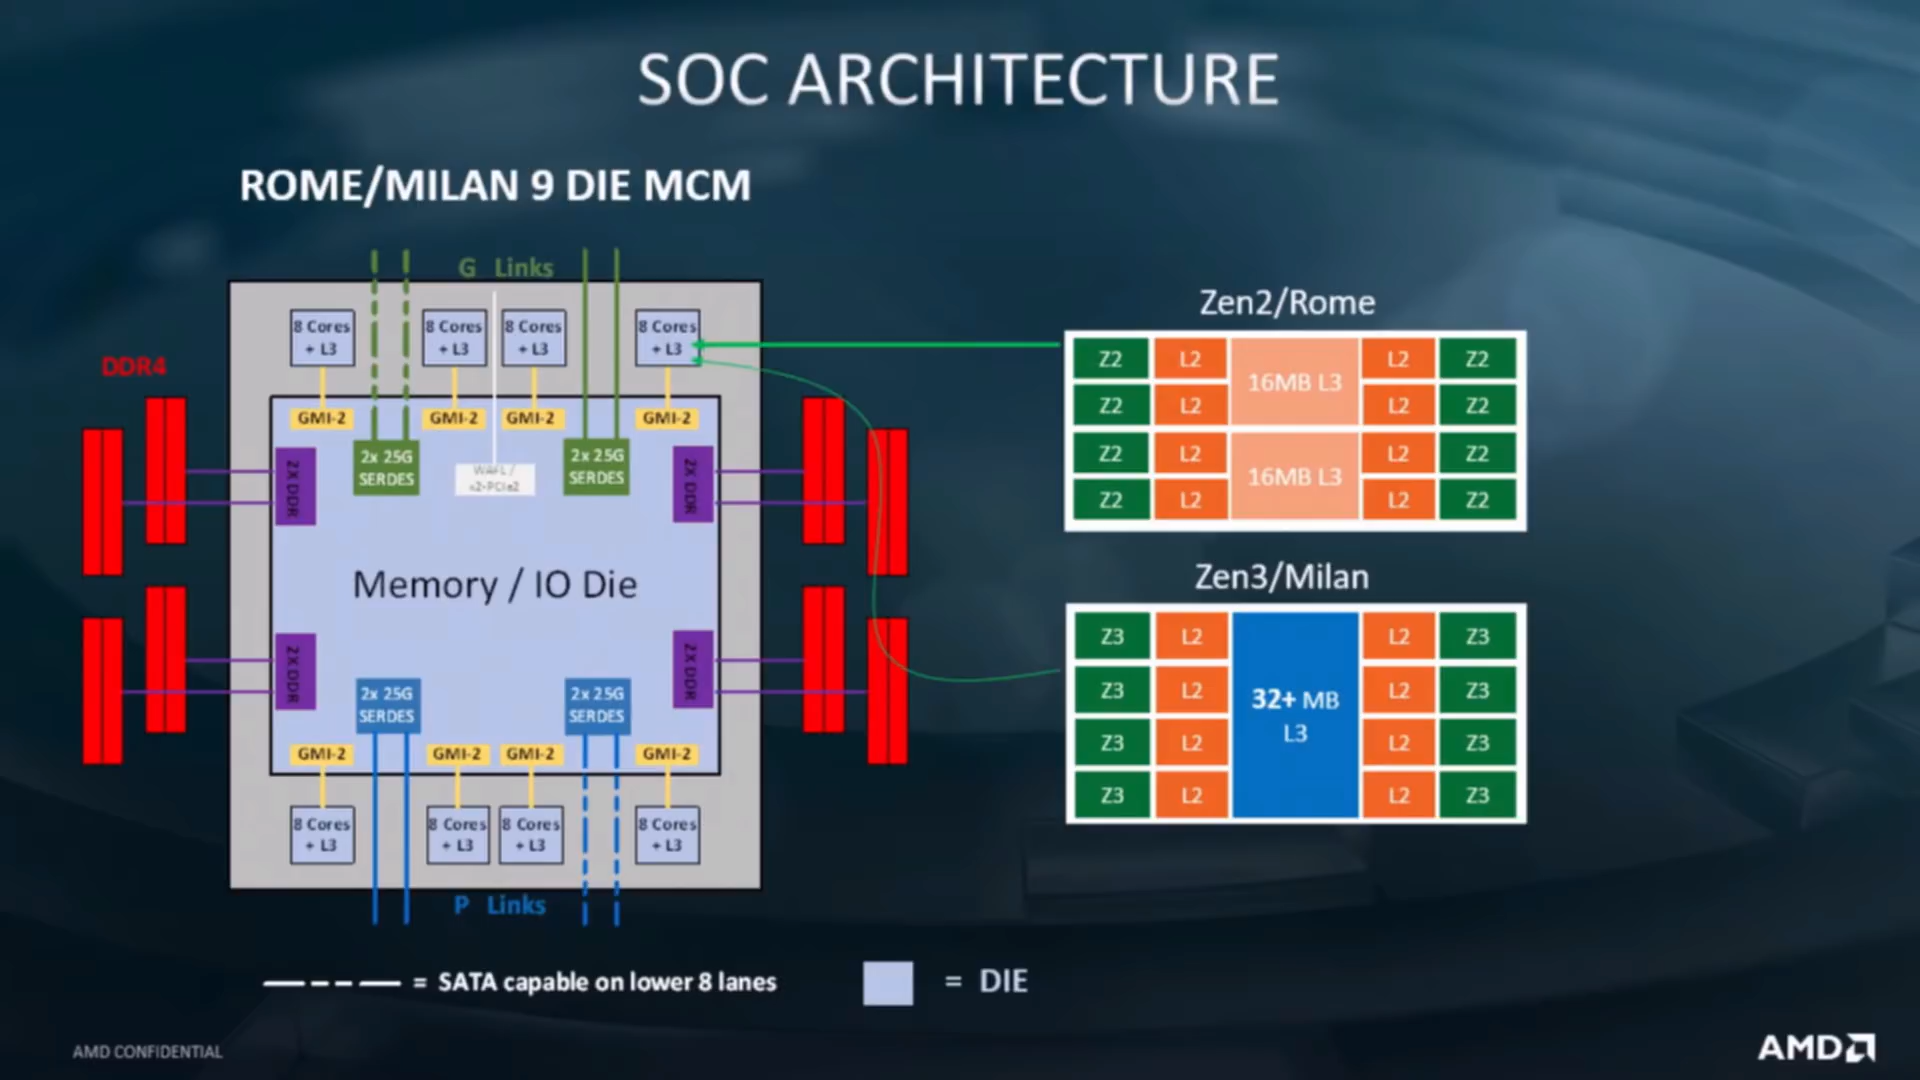 SOC ARCHITECTURE
ROME/MILAN 9 DIE MCM
G Links
8 Cores
+ L3
8 Cores
+ L3
8 Cores
+ L3
8 Cores
+ L3
DDR4
GMI-2
GMI-2
GMI-2
GMI-2
2X DDR
2x 25G
SERDES
WAFL /
x2-PCIe2
2x 25G
SERDES
2X DDR
Memory / IO Die
2X DDR
2x 25G
SERDES
2x 25G
SERDES
2X DDR
GMI-2
GMI-2
GMI-2
GMI-2
8 Cores
+ L3
8 Cores
+ L3
8 Cores
+ L3
8 Cores
+ L3
P Links
Zen2/Rome
Z2 L2 16MB L3 L2 Z2
Z2 L2 L2 Z2
Z2 L2 16MB L3 L2 Z2
Z2 L2 L2 Z2
Zen3/Milan
Z3 L2 L2 Z3
Z3 L2 32+ MB L2 Z3
Z3 L2 L3 L2 Z3
Z3 L2 L2 Z3
= SATA capable on lower 8 lanes
= DIE
AMD CONFIDENTIAL
AMD